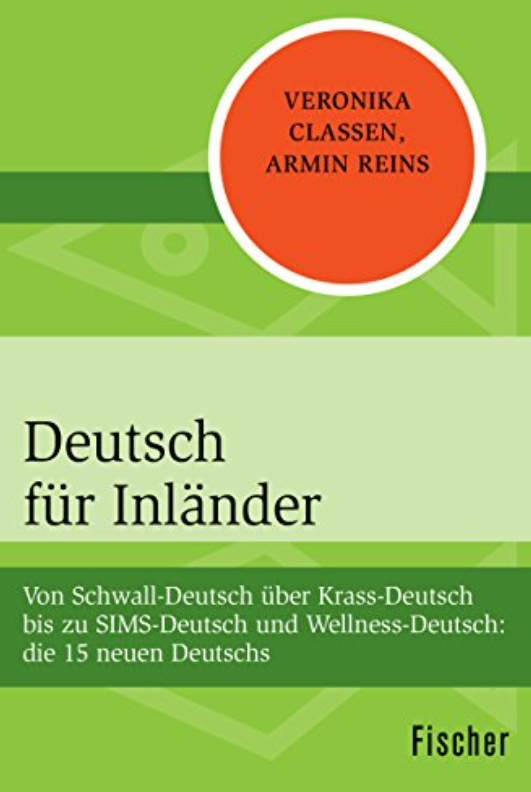 VERONIKA
CLASSEN,
ARMIN REINS
Deutsch
für Inländer
Von Schwall-Deutsch über Krass-Deutsch
bis zu SIMS-Deutsch und Wellness-Deutsch:
die 15 neuen Deutschs
Fischer